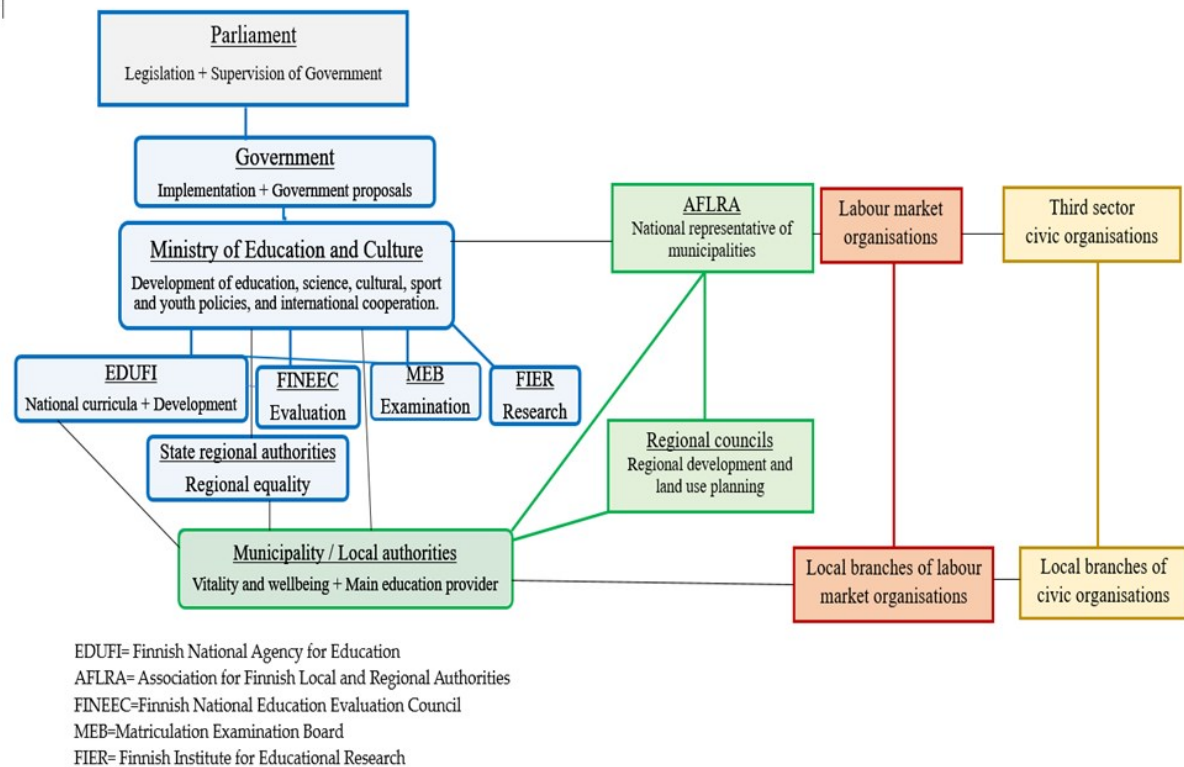 Parliament
Legislation + Supervision of Government
Government
Implementation + Government proposals
Ministry of Education and Culture
Development of education, science, cultural, sport
and youth policies, and international cooperation.
AFLRA
National representative of
municipalities
Labour market
organisations
Third sector
civic organisations
EDUFI
National curricula + Development
FINEEC
Evaluation
MEB
Examination
FIER
Research
State regional authorities
Regional equality
Regional councils
Regional development and
land use planning
Municipality / Local authorities
Vitality and wellbeing + Main education provider
Local branches of labour
market organisations
Local branches of
civic organisations
EDUFI= Finnish National Agency for Education
AFLRA= Association for Finnish Local and Regional Authorities
FINEEC=Finnish National Education Evaluation Council
MEB=Matriculation Examination Board
FIER= Finnish Institute for Educational Research